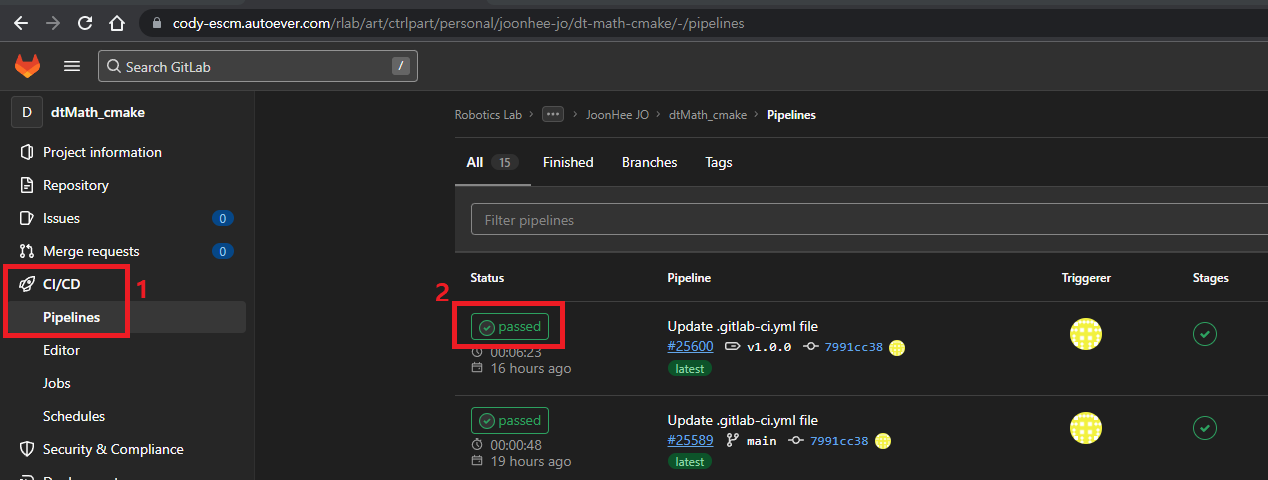 cody-escm.autoever.com/rlab/art/ctrlpart/personal/joonhee-jo/dt-math-cmake/-/pipelines
Search GitLab
/
D
dtMath_cmake
Project information
Repository
Issues
0
Merge requests
0
CI/CD
1
Pipelines
Editor
Jobs
Schedules
Security & Compliance
Robotics Lab › ··· › JoonHee JO › dtMath_cmake › Pipelines
All 15 Finished Branches Tags
Filter pipelines
Status Pipeline Triggerer Stages
2
passed
00:06:23
16 hours ago
Update .gitlab-ci.yml file
#25600 v1.0.0 7991cc38
latest
passed
00:00:48
19 hours ago
Update .gitlab-ci.yml file
#25589 main 7991cc38
latest